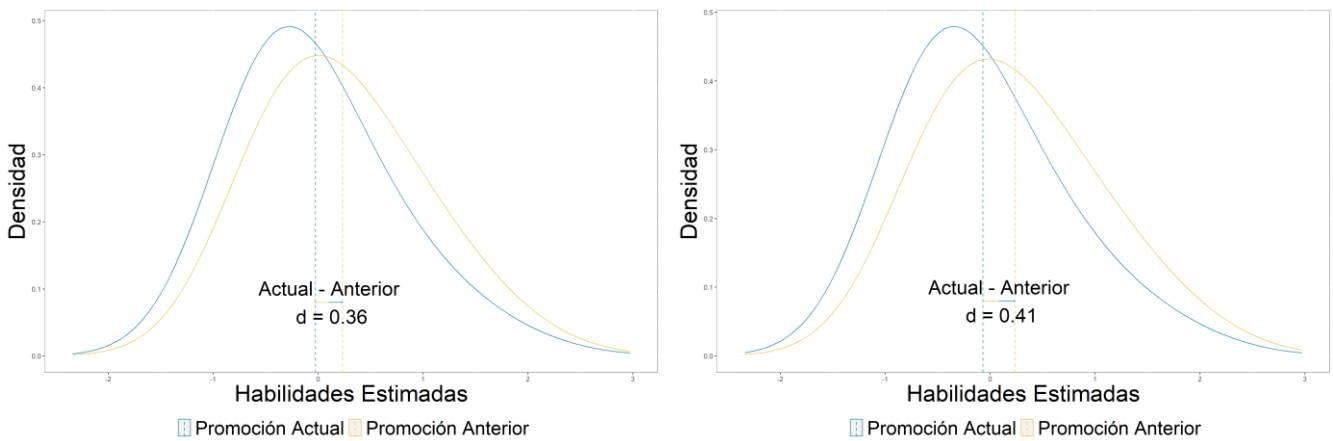 0.5
0.4
0.3
0.2
0.1
0.0
Densidad
Actual - Anterior
d = 0.36
-2
-1
0
1
2
3
Habilidades Estimadas
Promoción Actual
Promoción Anterior
0.5
0.4
0.3
0.2
0.1
0.0
Densidad
Actual - Anterior
d = 0.41
-2
-1
0
1
2
3
Habilidades Estimadas
Promoción Actual
Promoción Anterior